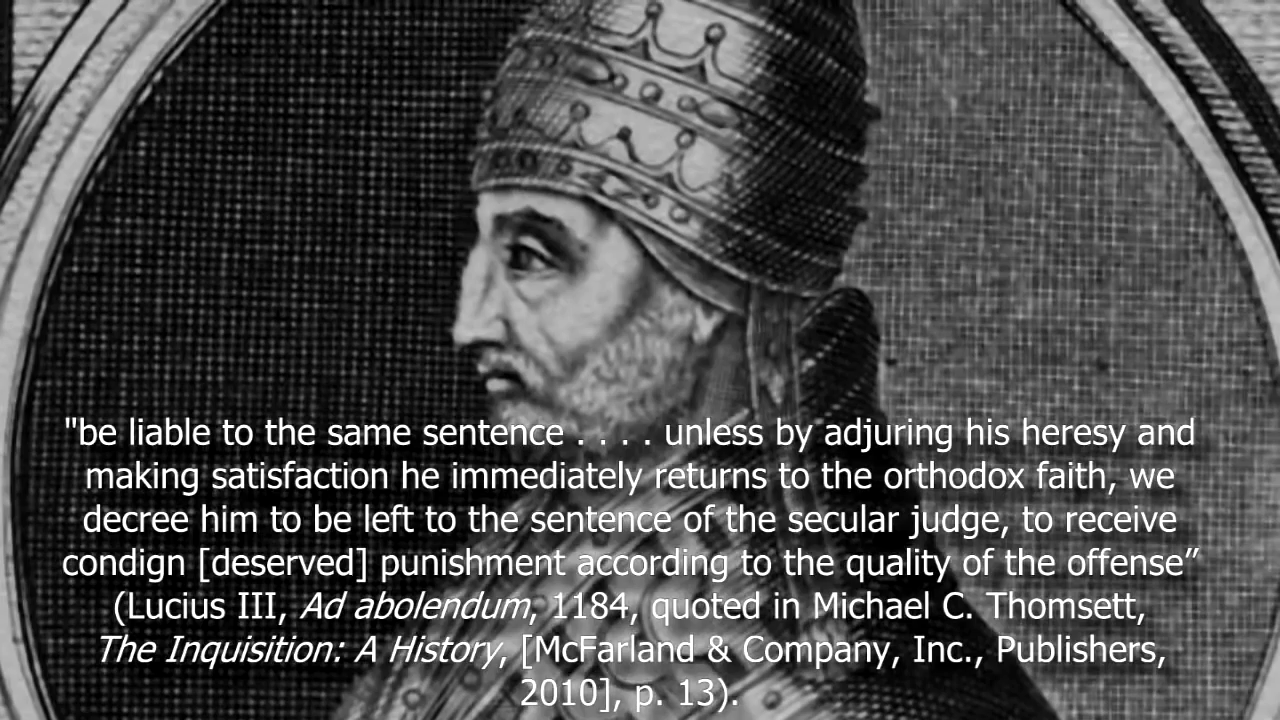 "be liable to the same sentence . . . . unless by adjuring his heresy and
making satisfaction he immediately returns to the orthodox faith, we
decree him to be left to the sentence of the secular judge, to receive
condign [deserved] punishment according to the quality of the offense”
(Lucius III, Ad abolendum, 1184, quoted in Michael C. Thomsett,
The Inquisition: A History, [McFarland & Company, Inc., Publishers,
2010], p. 13).